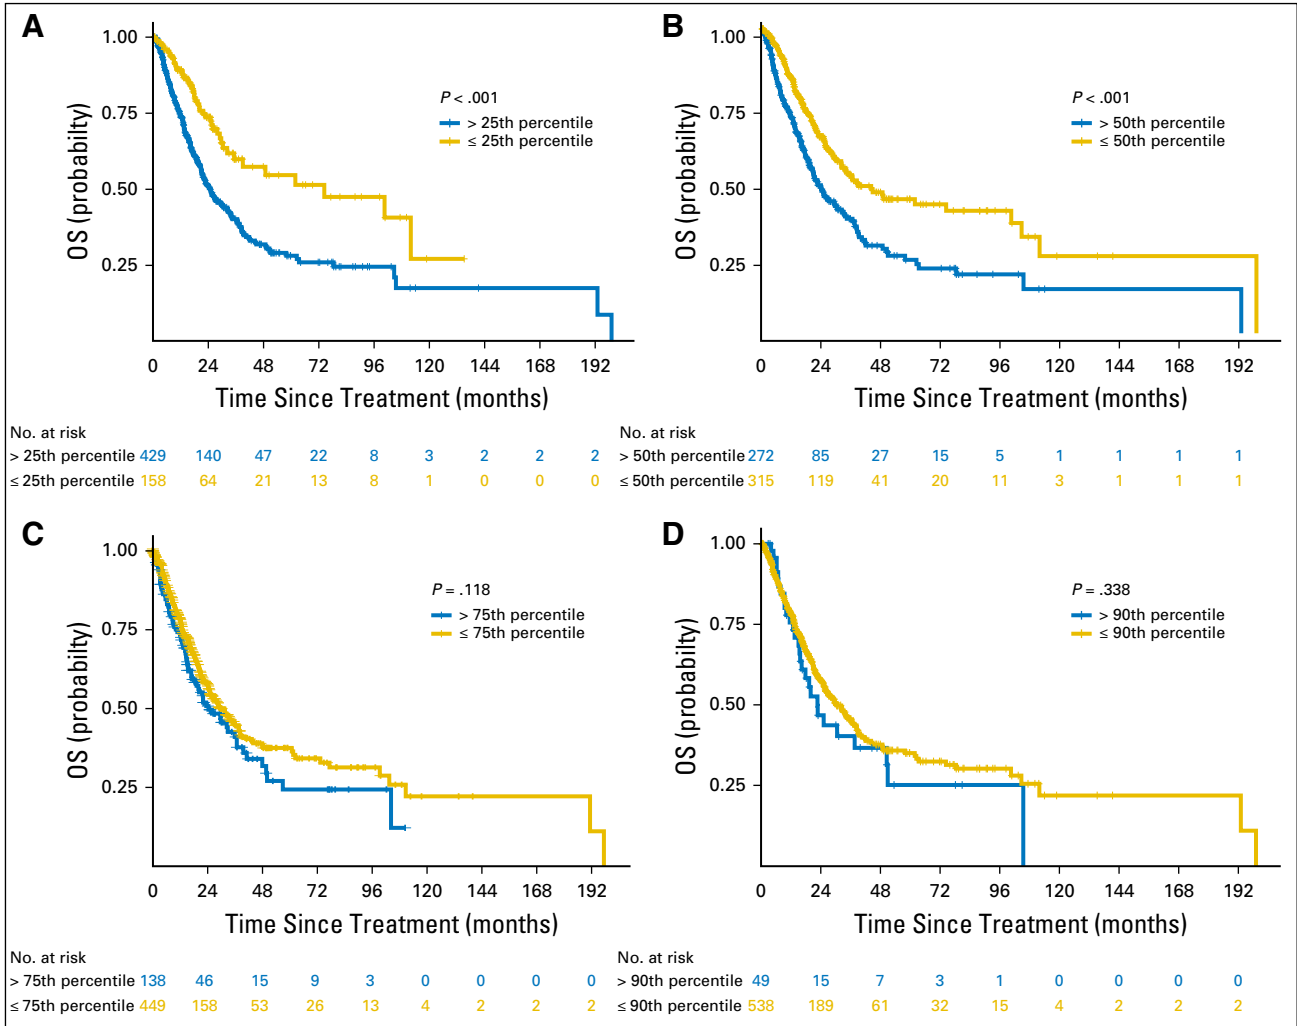 A
1.00
0.75
0.50
0.25
OS (probabilty)
P < .001
> 25th percentile
≤ 25th percentile
0 24 48 72 96 120 144 168 192
Time Since Treatment (months)
No. at risk
> 25th percentile 429 140 47 22 8 3 2 2 2
≤ 25th percentile 158 64 21 13 8 1 0 0 0
B
1.00
0.75
0.50
0.25
OS (probabilty)
P < .001
> 50th percentile
≤ 50th percentile
0 24 48 72 96 120 144 168 192
Time Since Treatment (months)
No. at risk
> 50th percentile 272 85 27 15 5 1 1 1 1
≤ 50th percentile 315 119 41 20 11 3 1 1 1
C
1.00
0.75
0.50
0.25
OS (probabilty)
P = .118
> 75th percentile
≤ 75th percentile
0 24 48 72 96 120 144 168 192
Time Since Treatment (months)
No. at risk
> 75th percentile 138 46 15 9 3 0 0 0 0
≤ 75th percentile 449 158 53 26 13 4 2 2 2
D
1.00
0.75
0.50
0.25
OS (probabilty)
P = .338
> 90th percentile
≤ 90th percentile
0 24 48 72 96 120 144 168 192
Time Since Treatment (months)
No. at risk
> 90th percentile 49 15 7 3 1 0 0 0 0
≤ 90th percentile 538 189 61 32 15 4 2 2 2